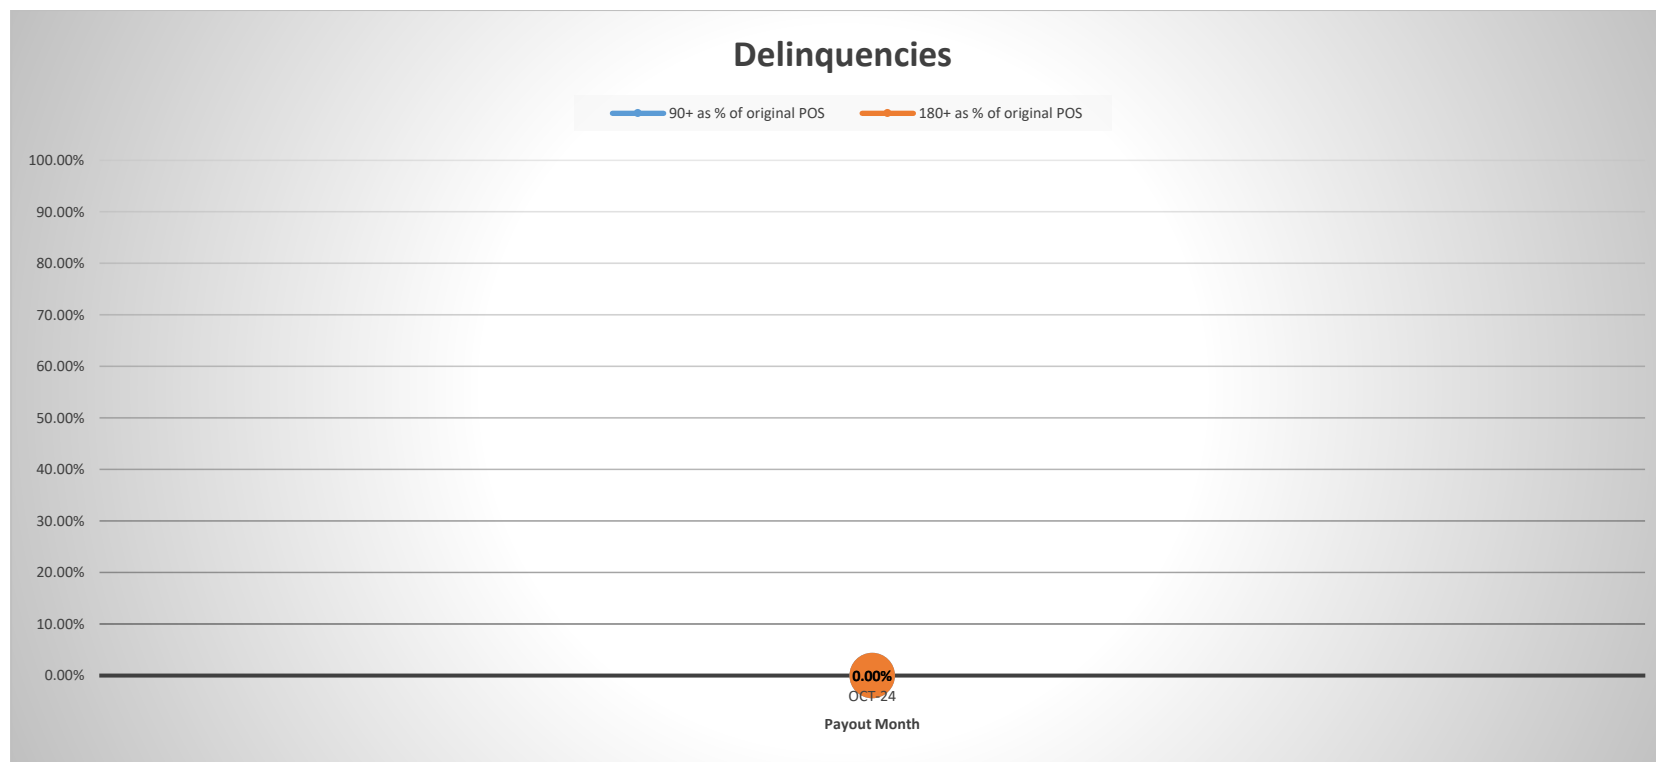 Delinquencies
90+ as % of original POS 180+ as % of original POS
100.00%
90.00%
80.00%
70.00%
60.00%
50.00%
40.00%
30.00%
20.00%
10.00%
0.00% 0.00%
OCT-24
Payout Month